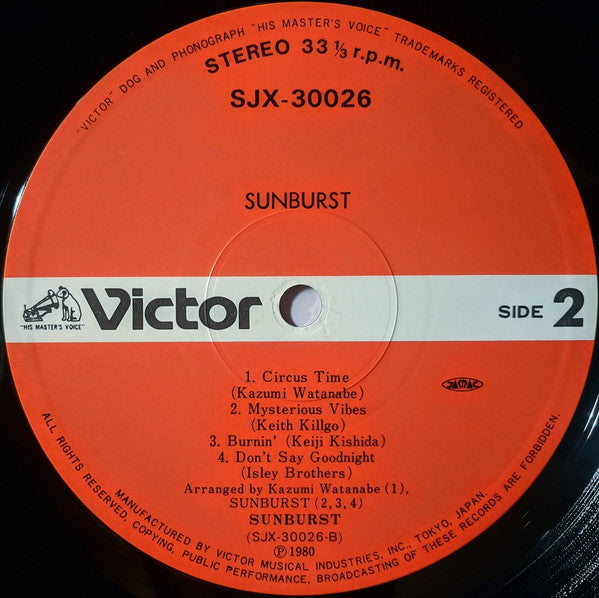 "VICTOR" DOG AND PHONOGRAPH "HIS MASTER'S VOICE" TRADEMARKS REGISTERED
STEREO 33 1/3 r.p.m.
SJX-30026
SUNBURST
"HIS MASTER'S VOICE"
Victor
SIDE 2
1. Circus Time
(Kazumi Watanabe)
2. Mysterious Vibes
(Keith Killgo)
3. Burnin' (Keiji Kishida)
4. Don't Say Goodnight
(Isley Brothers)
JASRAC
Arranged by Kazumi Watanabe (1),
SUNBURST (2,3,4)
SUNBURST
(SJX-30026-B)
Ⓟ 1980
MANUFACTURED BY VICTOR MUSICAL INDUSTRIES, INC., TOKYO, JAPAN.
ALL RIGHTS RESERVED, COPYING, PUBLIC PERFORMANCE, BROADCASTING OF THESE RECORDS ARE FORBIDDEN.